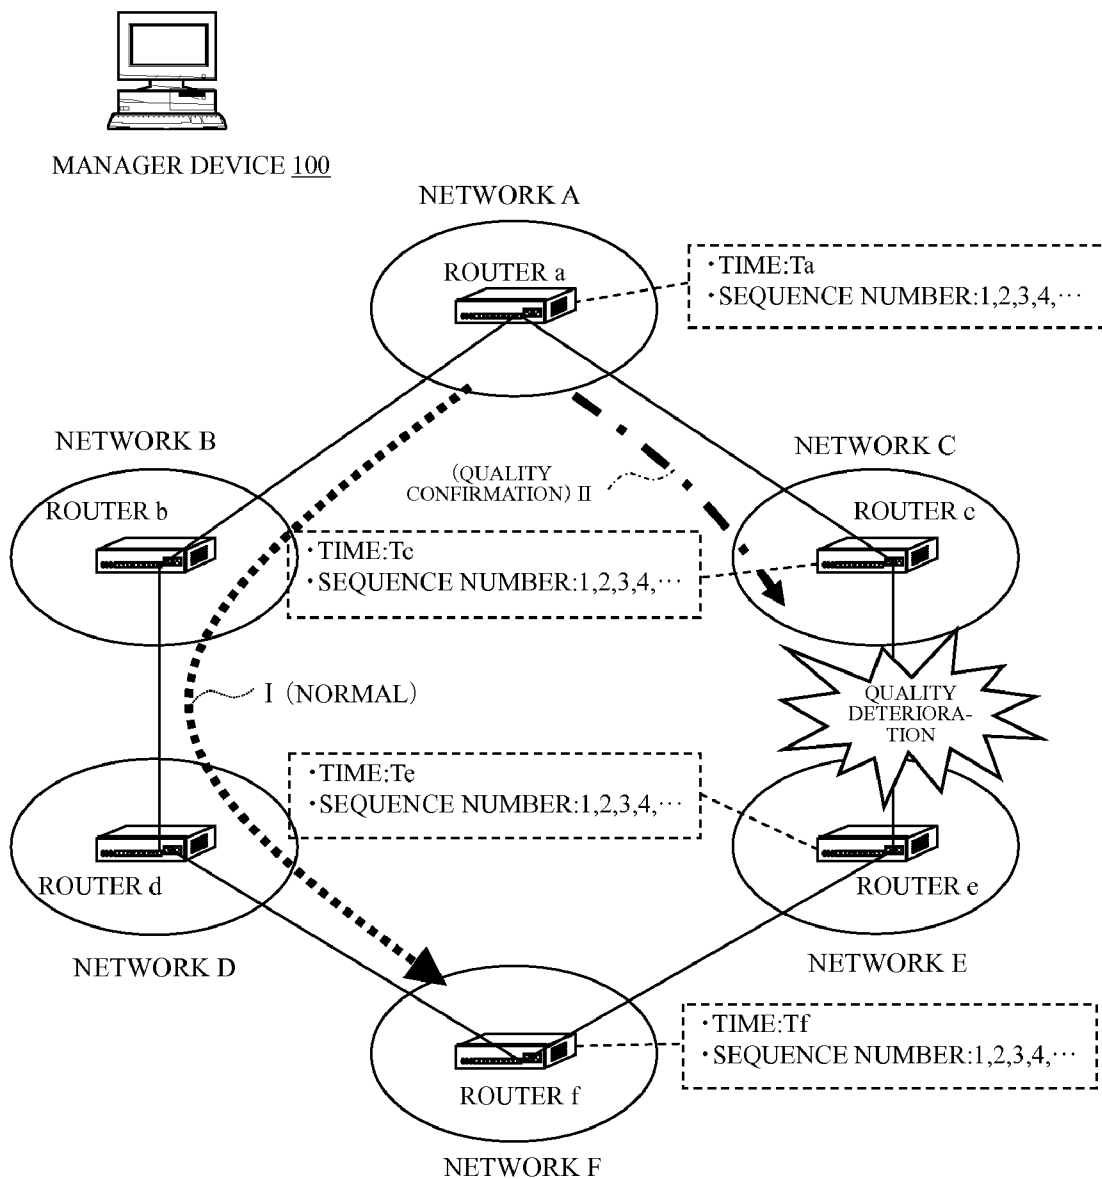 MANAGER DEVICE 100
NETWORK A
ROUTER a
・TIME:Ta
・SEQUENCE NUMBER:1,2,3,4,···
NETWORK B
ROUTER b
(QUALITY
CONFIRMATION) II
NETWORK C
ROUTER c
・TIME:Tc
・SEQUENCE NUMBER:1,2,3,4,···
I (NORMAL)
QUALITY
DETERIORA-
TION
・TIME:Te
・SEQUENCE NUMBER:1,2,3,4,···
ROUTER d
NETWORK D
ROUTER e
NETWORK E
・TIME:Tf
・SEQUENCE NUMBER:1,2,3,4,···
ROUTER f
NETWORK F